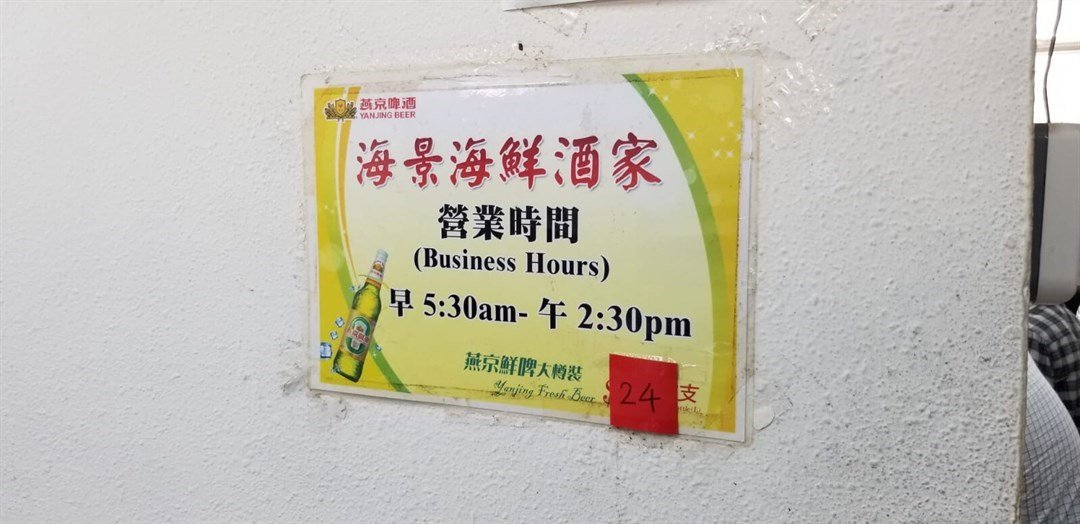 燕京啤酒
YANJING BEER
海景海鮮酒家
營業時間
(Business Hours)
早 5:30am- 午 2:30pm
燕京鮮啤大樽裝
Yanjing Fresh Beer
$24 支